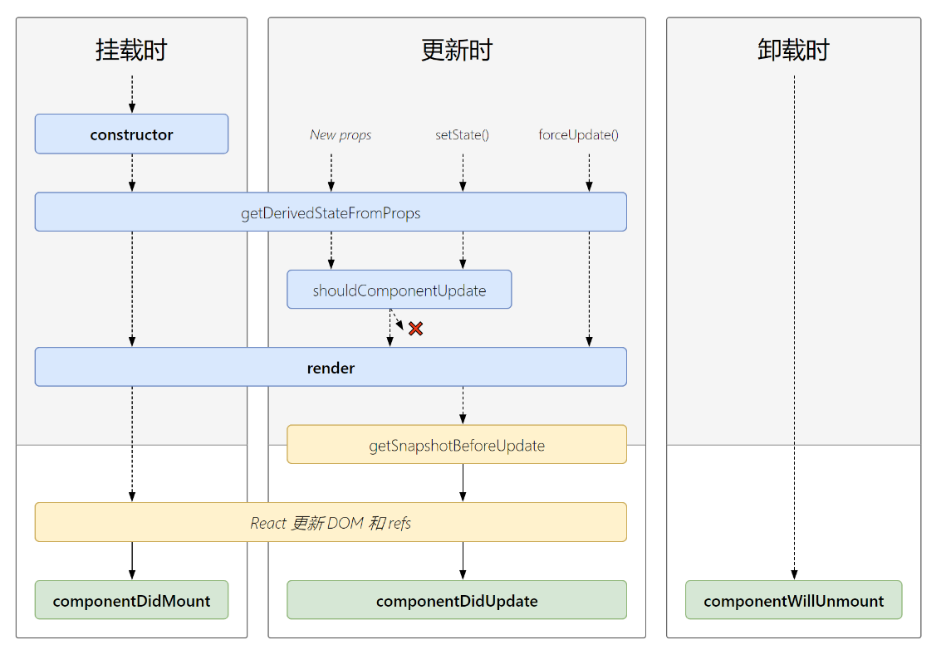 挂载时
更新时
卸载时
constructor
New props
setState()
forceUpdate()
getDerivedStateFromProps
shouldComponentUpdate
render
getSnapshotBeforeUpdate
React 更新 DOM 和 refs
componentDidMount
componentDidUpdate
componentWillUnmount